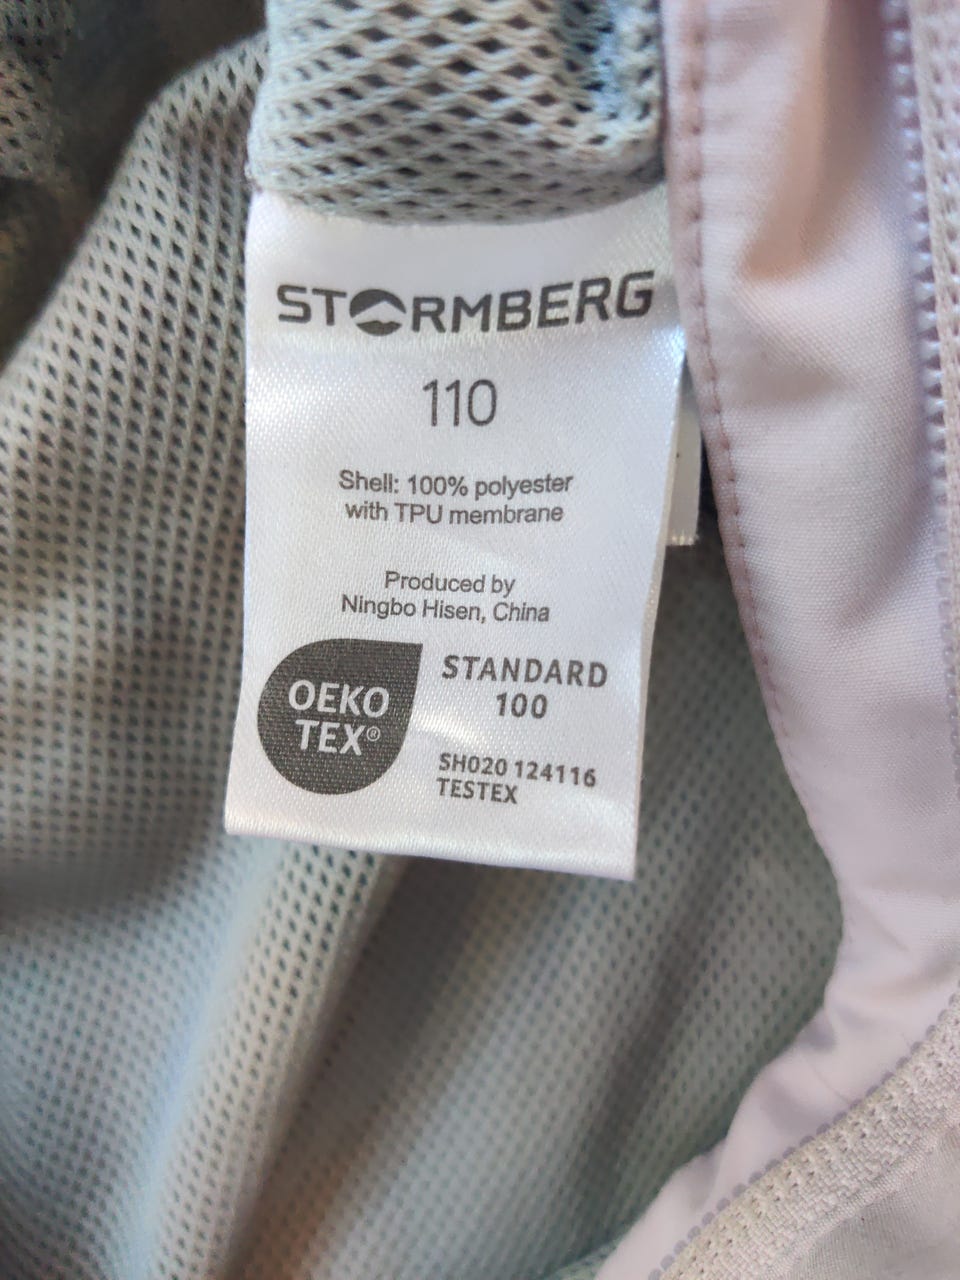 STORMBERG
110
Shell: 100% polyester
with TPU membrane
Produced by
Ningbo Hisen, China
OEKO
TEX®
STANDARD
100
SH020 124116
TESTEX